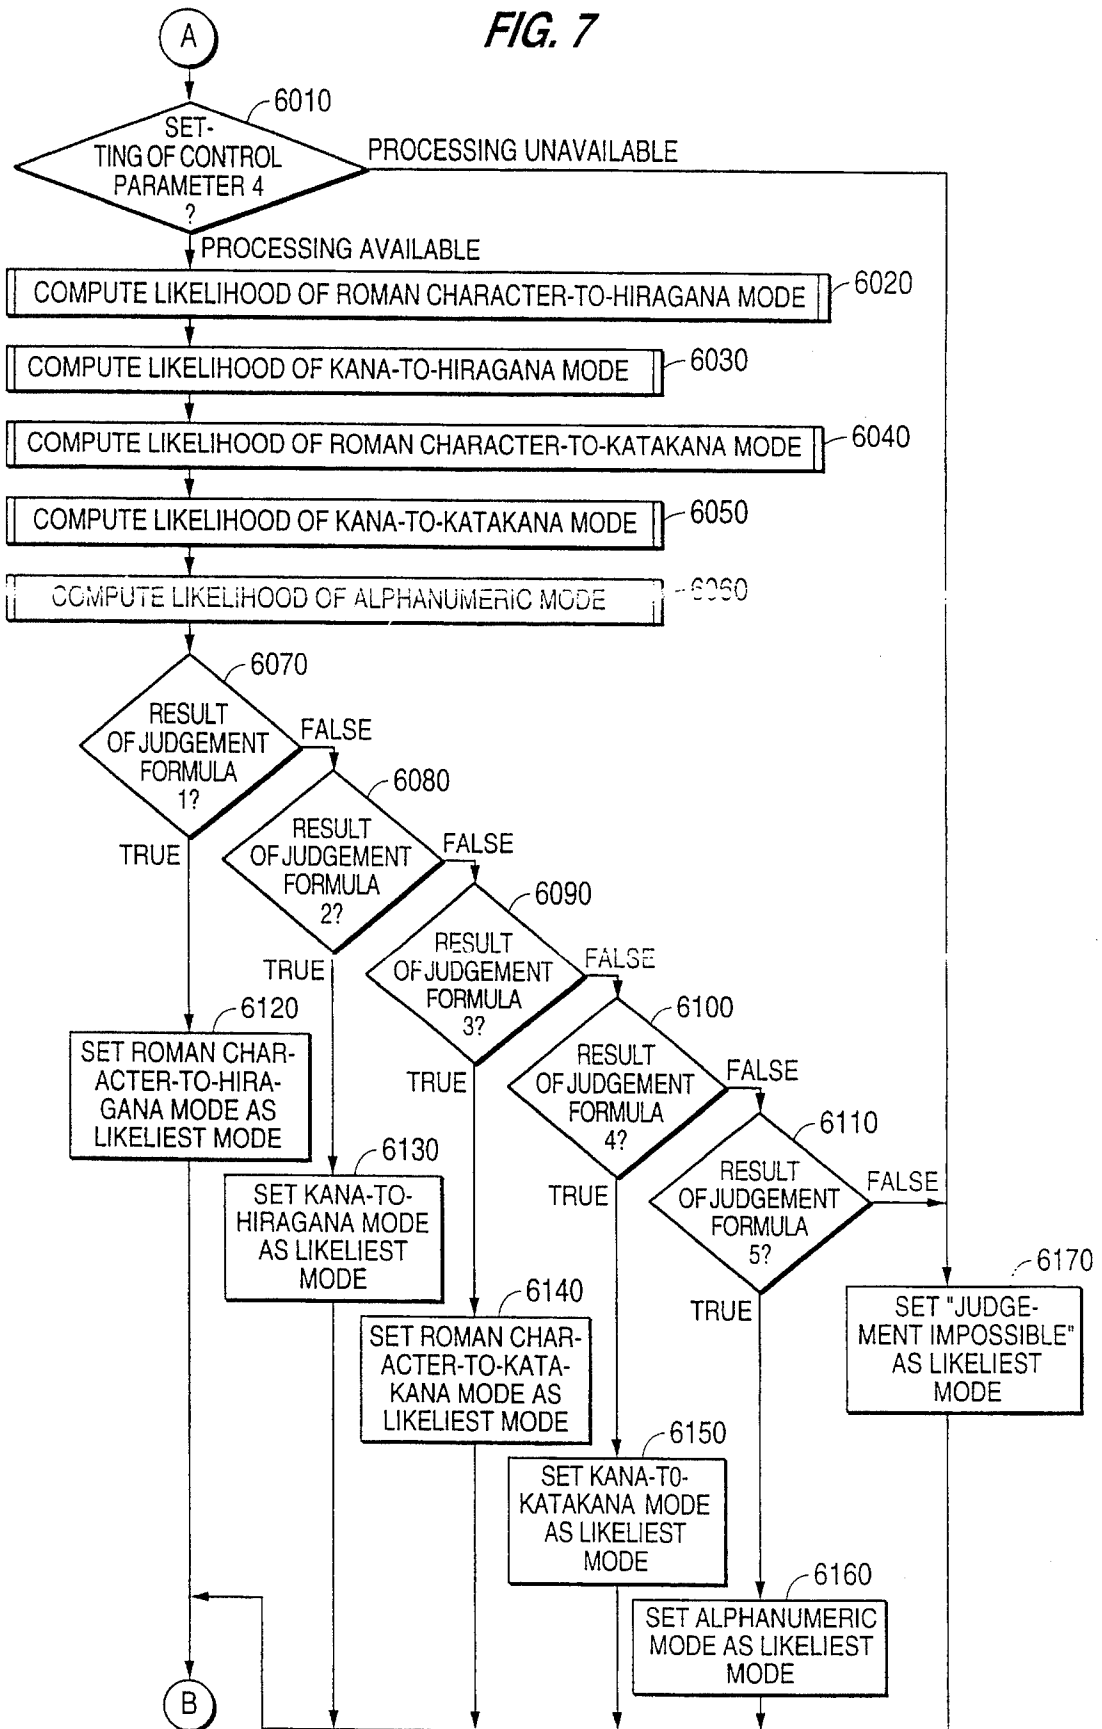 FIG. 7
A
6010
SET-
TING OF CONTROL
PARAMETER 4
?
PROCESSING UNAVAILABLE
PROCESSING AVAILABLE
COMPUTE LIKELIHOOD OF ROMAN CHARACTER-TO-HIRAGANA MODE
6020
COMPUTE LIKELIHOOD OF KANA-TO-HIRAGANA MODE
6030
COMPUTE LIKELIHOOD OF ROMAN CHARACTER-TO-KATAKANA MODE
6040
COMPUTE LIKELIHOOD OF KANA-TO-KATAKANA MODE
6050
COMPUTE LIKELIHOOD OF ALPHANUMERIC MODE
6060
6070
RESULT
OF JUDGEMENT
FORMULA
1?
FALSE
TRUE
6080
RESULT
OF JUDGEMENT
FORMULA
2?
FALSE
TRUE
6090
RESULT
OF JUDGEMENT
FORMULA
3?
FALSE
TRUE
6100
RESULT
OF JUDGEMENT
FORMULA
4?
FALSE
TRUE
6110
RESULT
OF JUDGEMENT
FORMULA
5?
FALSE
TRUE
6120
SET ROMAN CHAR-
ACTER-TO-HIRA-
GANA MODE AS
LIKELIEST MODE
6130
SET KANA-TO-
HIRAGANA MODE
AS LIKELIEST
MODE
6140
SET ROMAN CHAR-
ACTER-TO-KATA-
KANA MODE AS
LIKELIEST MODE
6150
SET KANA-TO-
KATAKANA MODE
AS LIKELIEST
MODE
6160
SET ALPHANUMERIC
MODE AS LIKELIEST
MODE
6170
SET "JUDGE-
MENT IMPOSSIBLE"
AS LIKELIEST
MODE
B